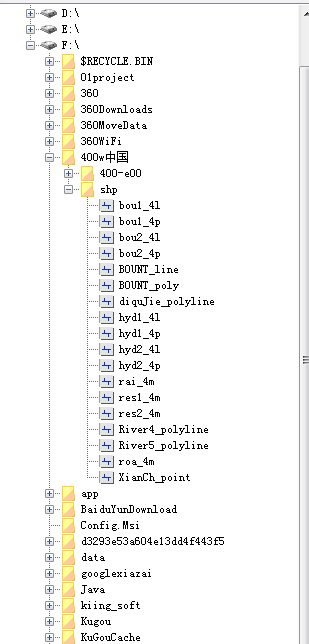 D:\
E:\
F:\
$RECYCLE.BIN
01project
360
360Downloads
360MoveData
360WiFi
400w中国
400-e00
shp
bou1_4l
bou1_4p
bou2_4l
bou2_4p
BOUNT_line
BOUNT_poly
diquJie_polyline
hyd1_4l
hyd1_4p
hyd2_4l
hyd2_4p
rai_4m
res1_4m
res2_4m
River4_polyline
River5_polyline
roa_4m
XianCh_point
app
BaiduYunDownload
Config.Msi
d3293e53a604e13dd4f443f5
data
googlexiazai
Java
kiing_soft
Kugou
KuGouCache